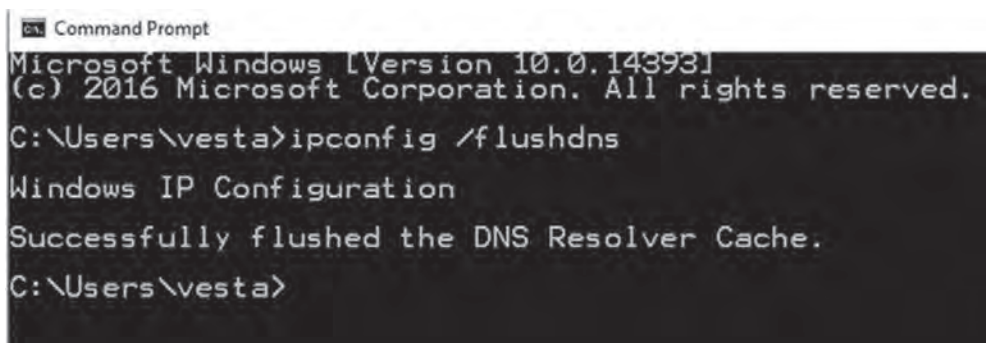 Command Prompt
Microsoft Windows [Version 10.0.14393]
(c) 2016 Microsoft Corporation. All rights reserved.
C:\Users\vesta>ipconfig /flushdns
Windows IP Configuration
Successfully flushed the DNS Resolver Cache.
C:\Users\vesta>